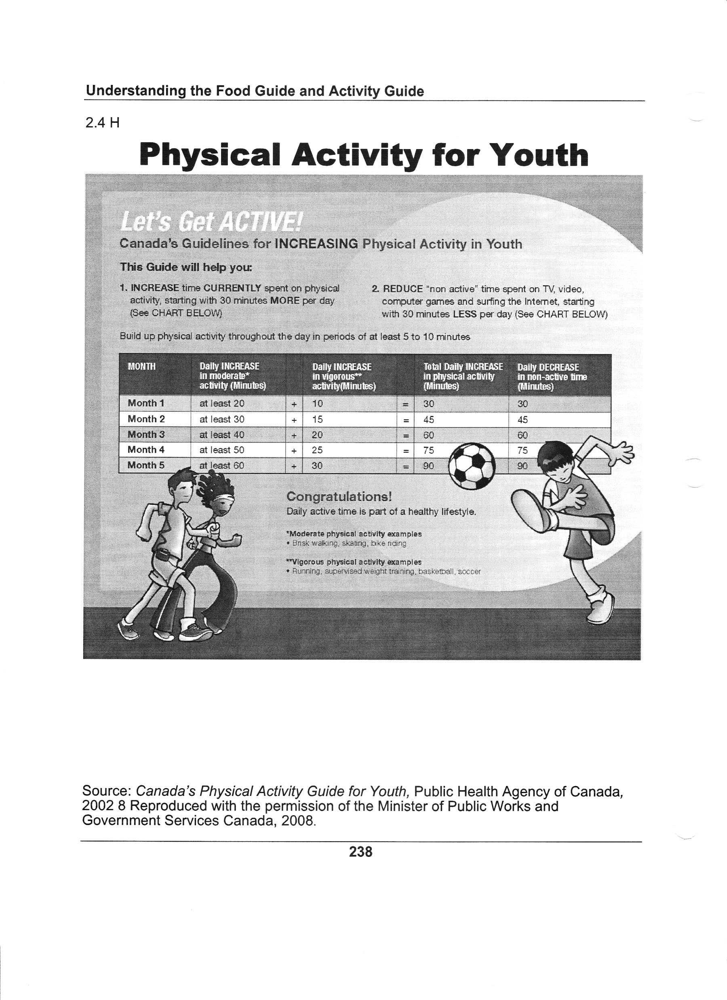 Understanding the Food Guide and Activity Guide
2.4 H
Physical Activity for Youth
Let's Get ACTIVE!
Canada's Guidelines for INCREASING Physical Activity in Youth
This Guide will help you:
1. INCREASE time CURRENTLY spent on physical
activity, starting with 30 minutes MORE per day
(See CHART BELOW)
2. REDUCE "non active" time spent on TV, video,
computer games and surfing the Internet, starting
with 30 minutes LESS per day (See CHART BELOW)
Build up physical activity throughout the day in periods of at least 5 to 10 minutes
MONTH Daily INCREASE in moderate* activity (Minutes) Daily INCREASE in vigorous** activity(Minutes) Total Daily INCREASE in physical activity (Minutes) Daily DECREASE in non-active time (Minutes)
Month 1 at least 20 + 10 = 30 30
Month 2 at least 30 + 15 = 45 45
Month 3 at least 40 + 20 = 60 60
Month 4 at least 50 + 25 = 75 75
Month 5 at least 60 + 30 = 90 90
Congratulations!
Daily active time is part of a healthy lifestyle.
*Moderate physical activity examples
• Brisk walking, skating, bike riding
**Vigorous physical activity examples
• Running, supervised weight training, basketball, soccer
Source: Canada's Physical Activity Guide for Youth, Public Health Agency of Canada,
2002 8 Reproduced with the permission of the Minister of Public Works and
Government Services Canada, 2008.
238